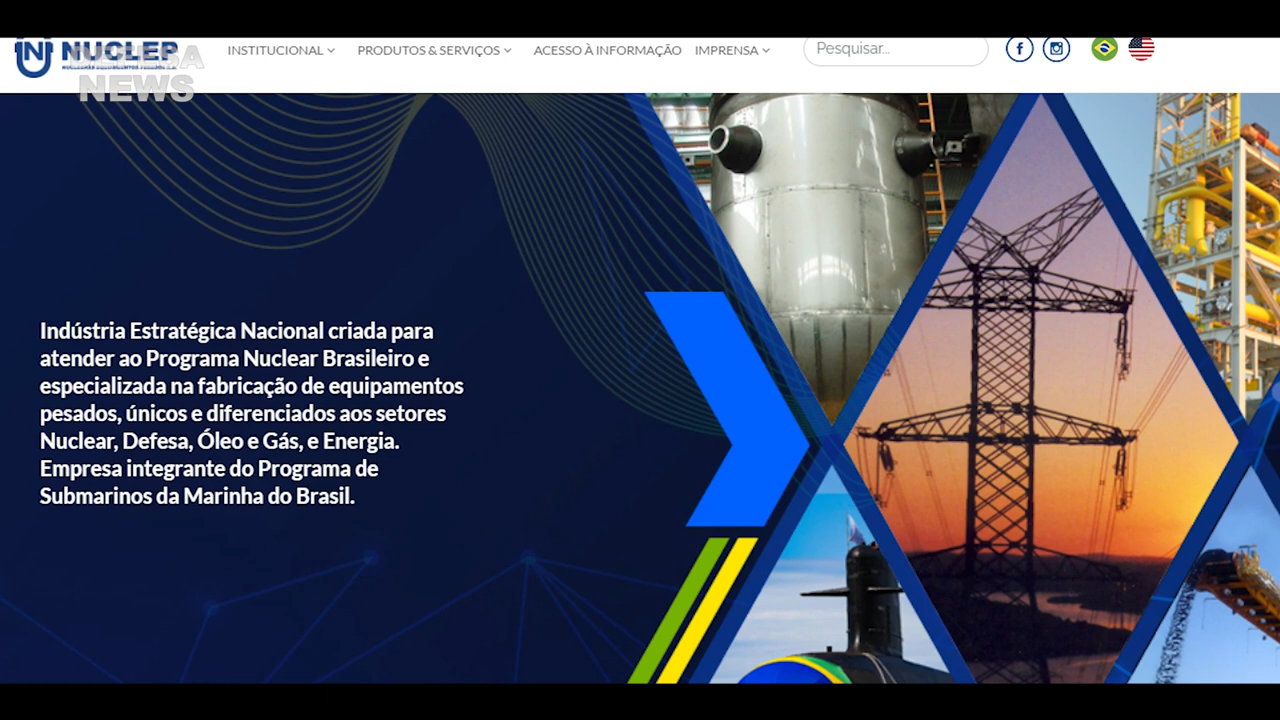 NUCLEP
DEFESA
NEWS
INSTITUCIONAL
PRODUTOS & SERVIÇOS
ACESSO À INFORMAÇÃO
IMPRENSA
Pesquisar...
Indústria Estratégica Nacional criada para
atender ao Programa Nuclear Brasileiro e
especializada na fabricação de equipamentos
pesados, únicos e diferenciados aos setores
Nuclear, Defesa, Óleo e Gás, e Energia.
Empresa integrante do Programa de
Submarinos da Marinha do Brasil.